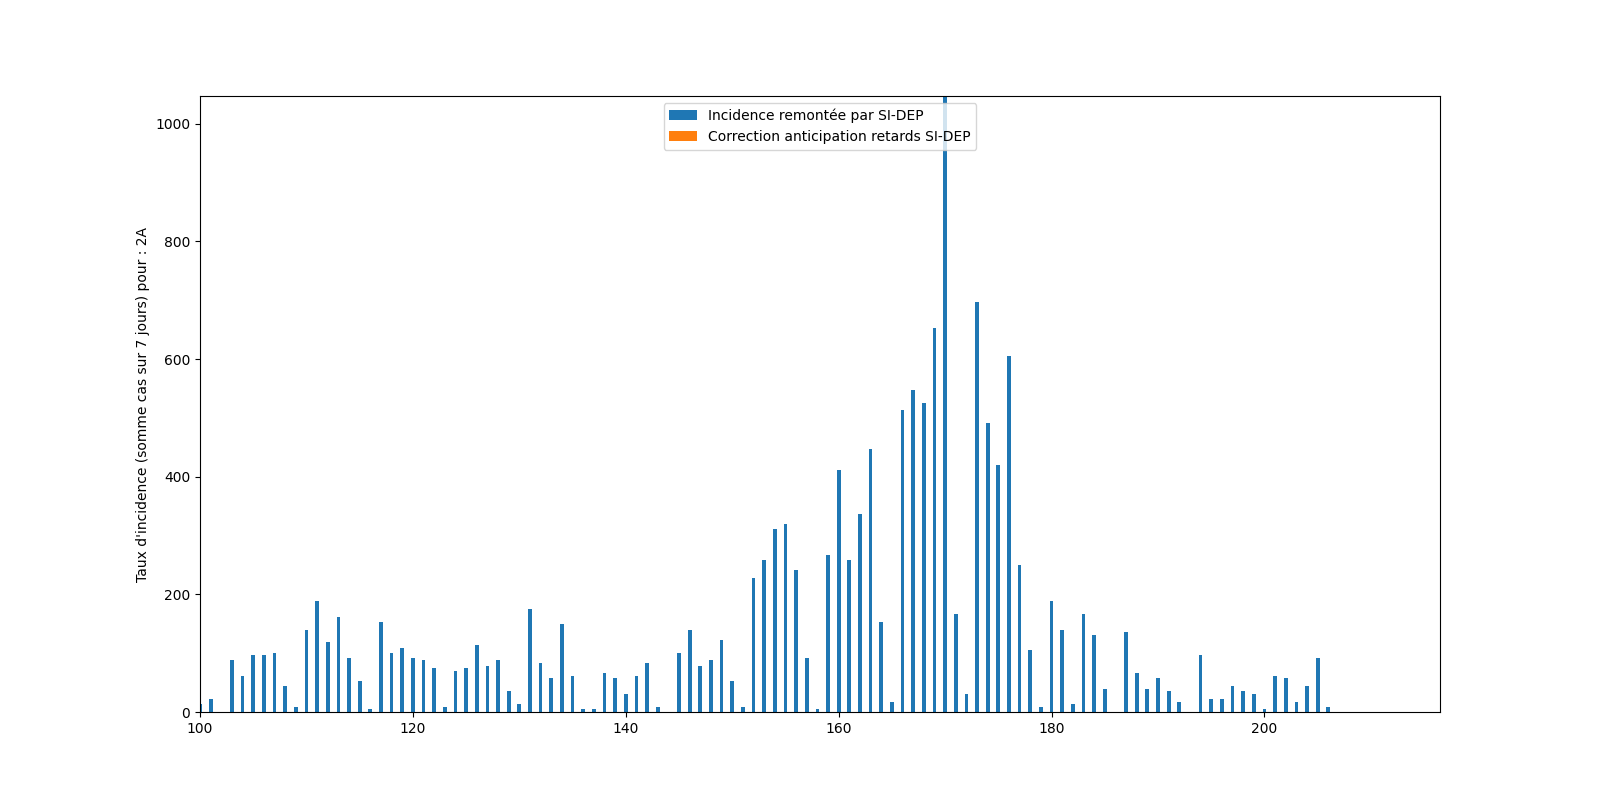 Incidence remontée par SI-DEP
Correction anticipation retards SI-DEP
Taux d'incidence (somme cas sur 7 jours) pour : 2A
1000
800
600
400
200
0
100 120 140 160 180 200